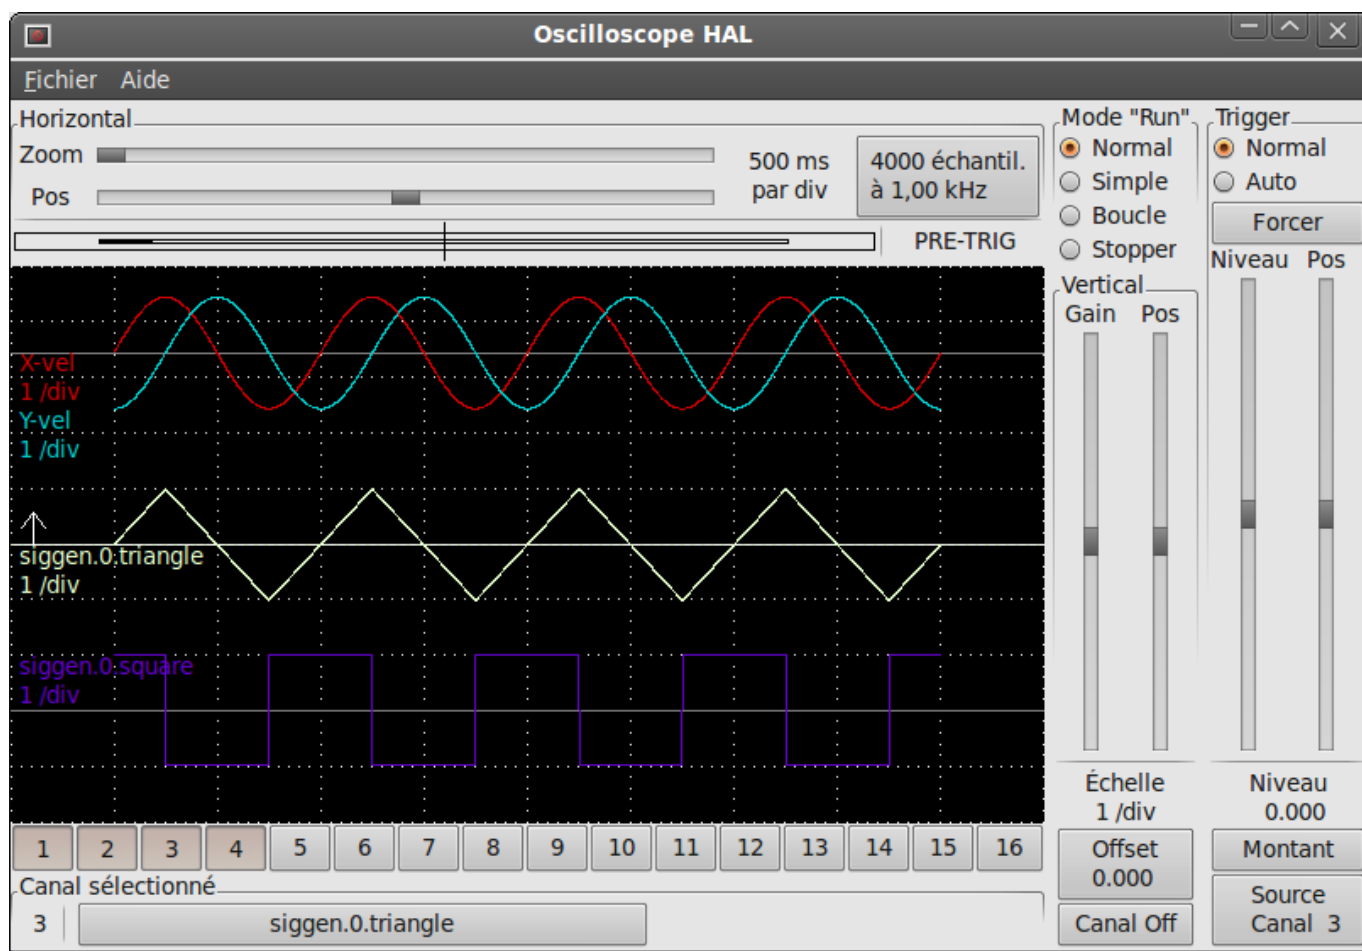 Oscilloscope HAL
Fichier Aide
Horizontal
Zoom
Pos
500 ms
par div
4000 échantil.
à 1,00 kHz
PRE-TRIG
Mode "Run"
Normal
Simple
Boucle
Stopper
Trigger
Normal
Auto
Forcer
Niveau Pos
Vertical
Gain Pos
X-vel
1 /div
Y-vel
1 /div
siggen.0.triangle
1 /div
siggen.0.square
1 /div
Échelle
1 /div
Offset
0.000
Canal Off
Niveau
0.000
Montant
Source
Canal 3
1 2 3 4 5 6 7 8 9 10 11 12 13 14 15 16
Canal sélectionné
3 siggen.0.triangle